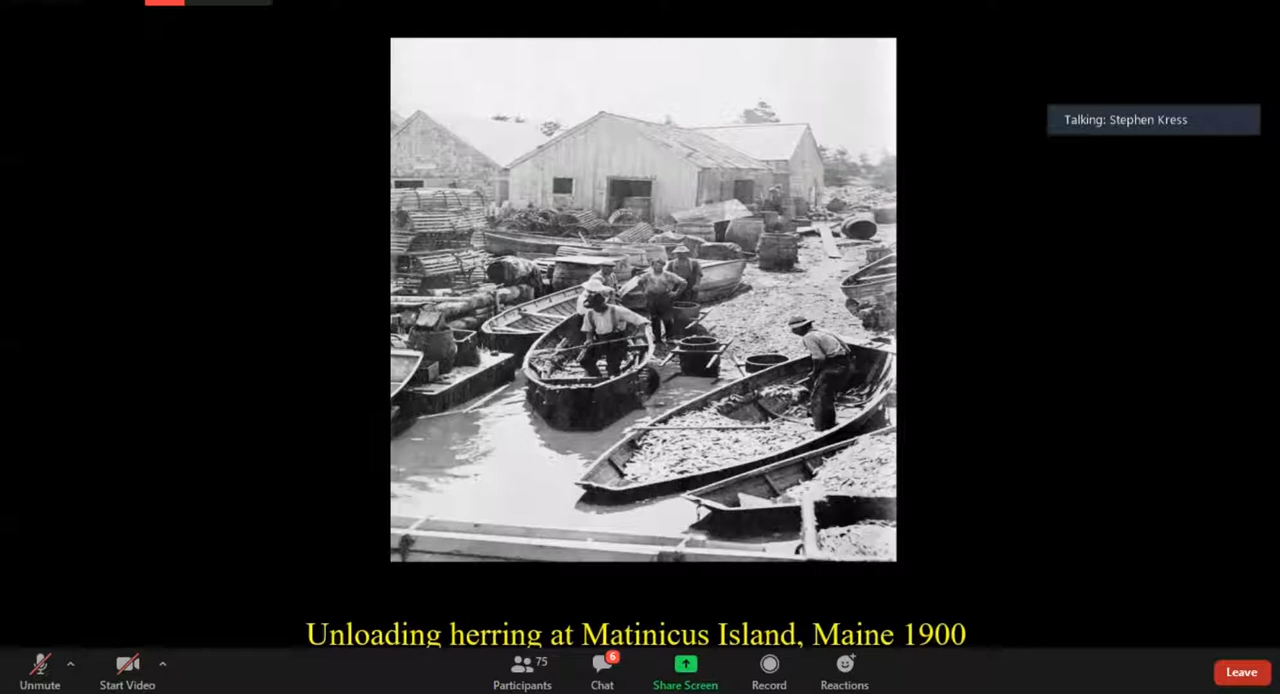 Talking: Stephen Kress
Unloading herring at Matinicus Island, Maine 1900
Unmute
Start Video
75
Participants
6
Chat
Share Screen
Record
Reactions
Leave